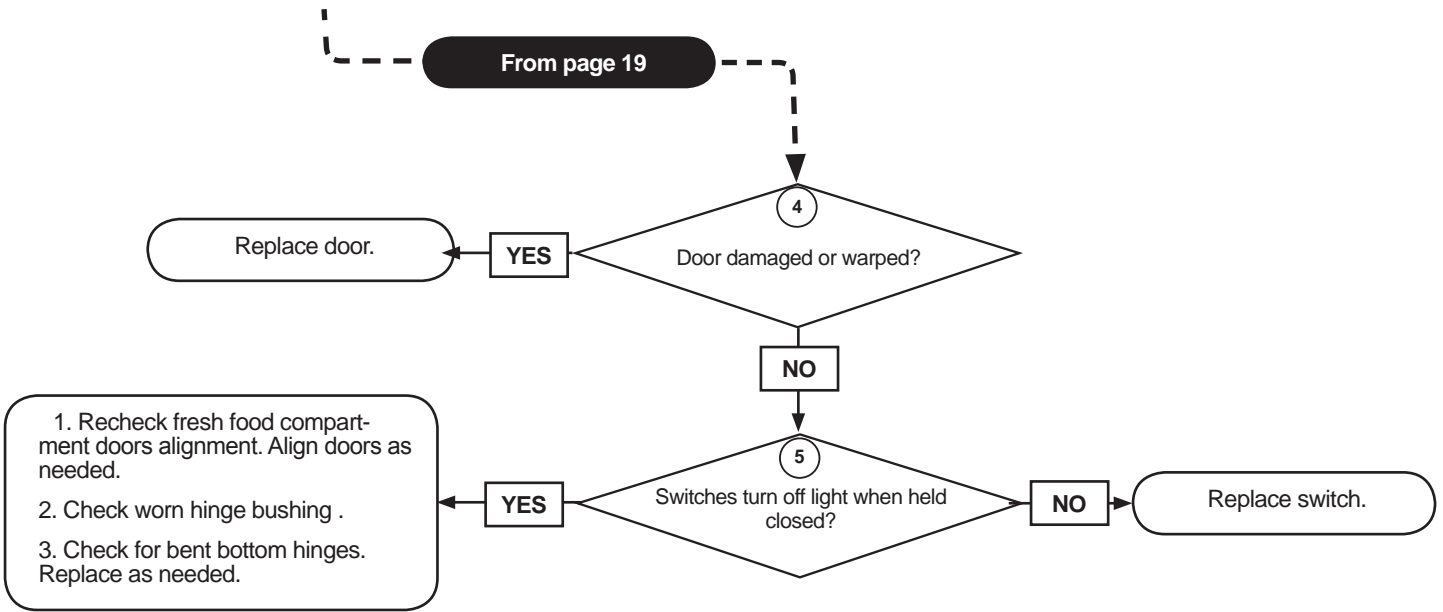 From page 19
4
Door damaged or warped?
YES
Replace door.
NO
5
Switches turn off light when held
closed?
YES
1. Recheck fresh food compart-
ment doors alignment. Align doors as
needed.
2. Check worn hinge bushing .
3. Check for bent bottom hinges.
Replace as needed.
NO
Replace switch.